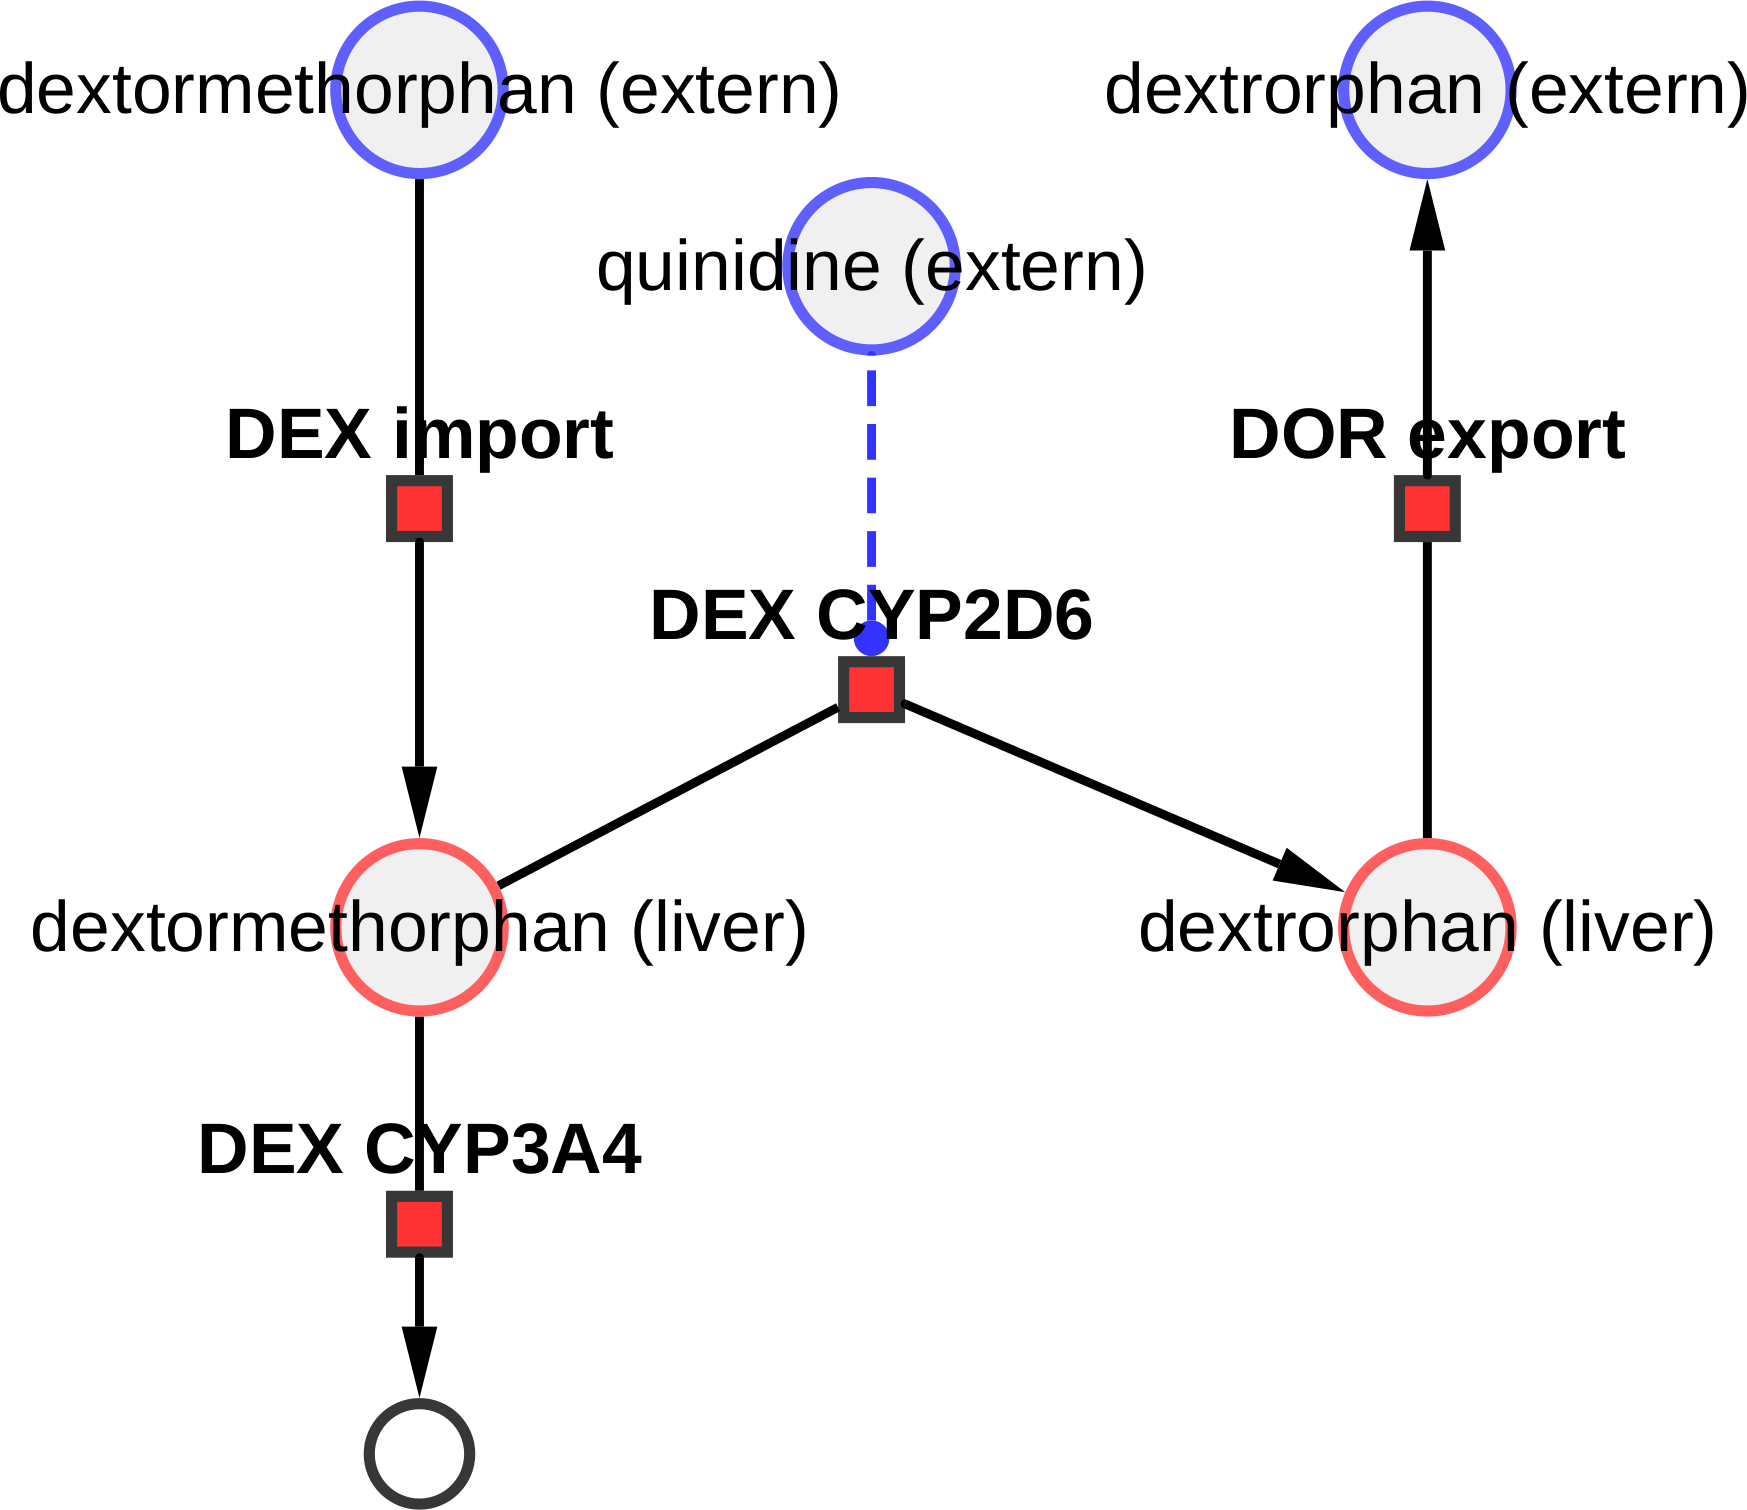 dextormethorphan (extern)
dextrorphan (extern)
quinidine (extern)
DEX import
DOR export
DEX CYP2D6
dextormethorphan (liver)
dextrorphan (liver)
DEX CYP3A4